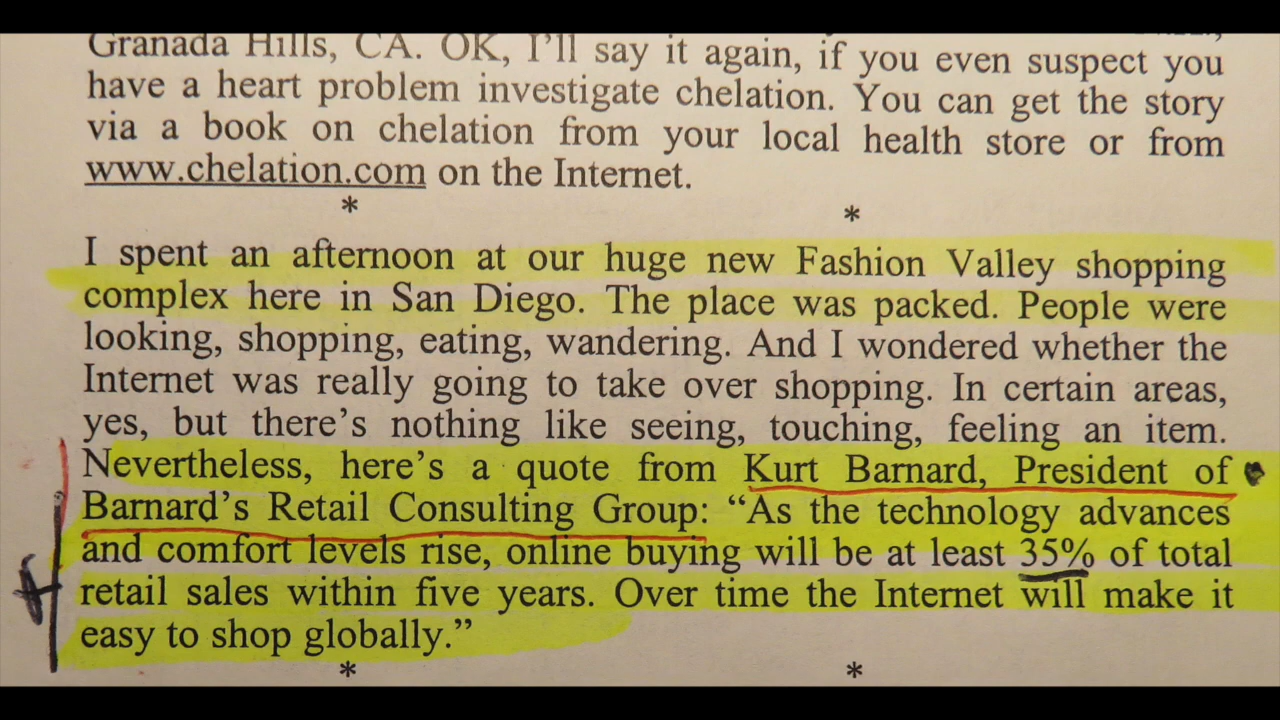 Granada Hills, CA. OK, I'll say it again, if you even suspect you
have a heart problem investigate chelation. You can get the story
via a book on chelation from your local health store or from
www.chelation.com on the Internet.
* *
I spent an afternoon at our huge new Fashion Valley shopping
complex here in San Diego. The place was packed. People were
looking, shopping, eating, wandering. And I wondered whether the
Internet was really going to take over shopping. In certain areas,
yes, but there's nothing like seeing, touching, feeling an item.
Nevertheless, here's a quote from Kurt Barnard, President of
Barnard's Retail Consulting Group: “As the technology advances
and comfort levels rise, online buying will be at least 35% of total
retail sales within five years. Over time the Internet will make it
easy to shop globally.”
* *